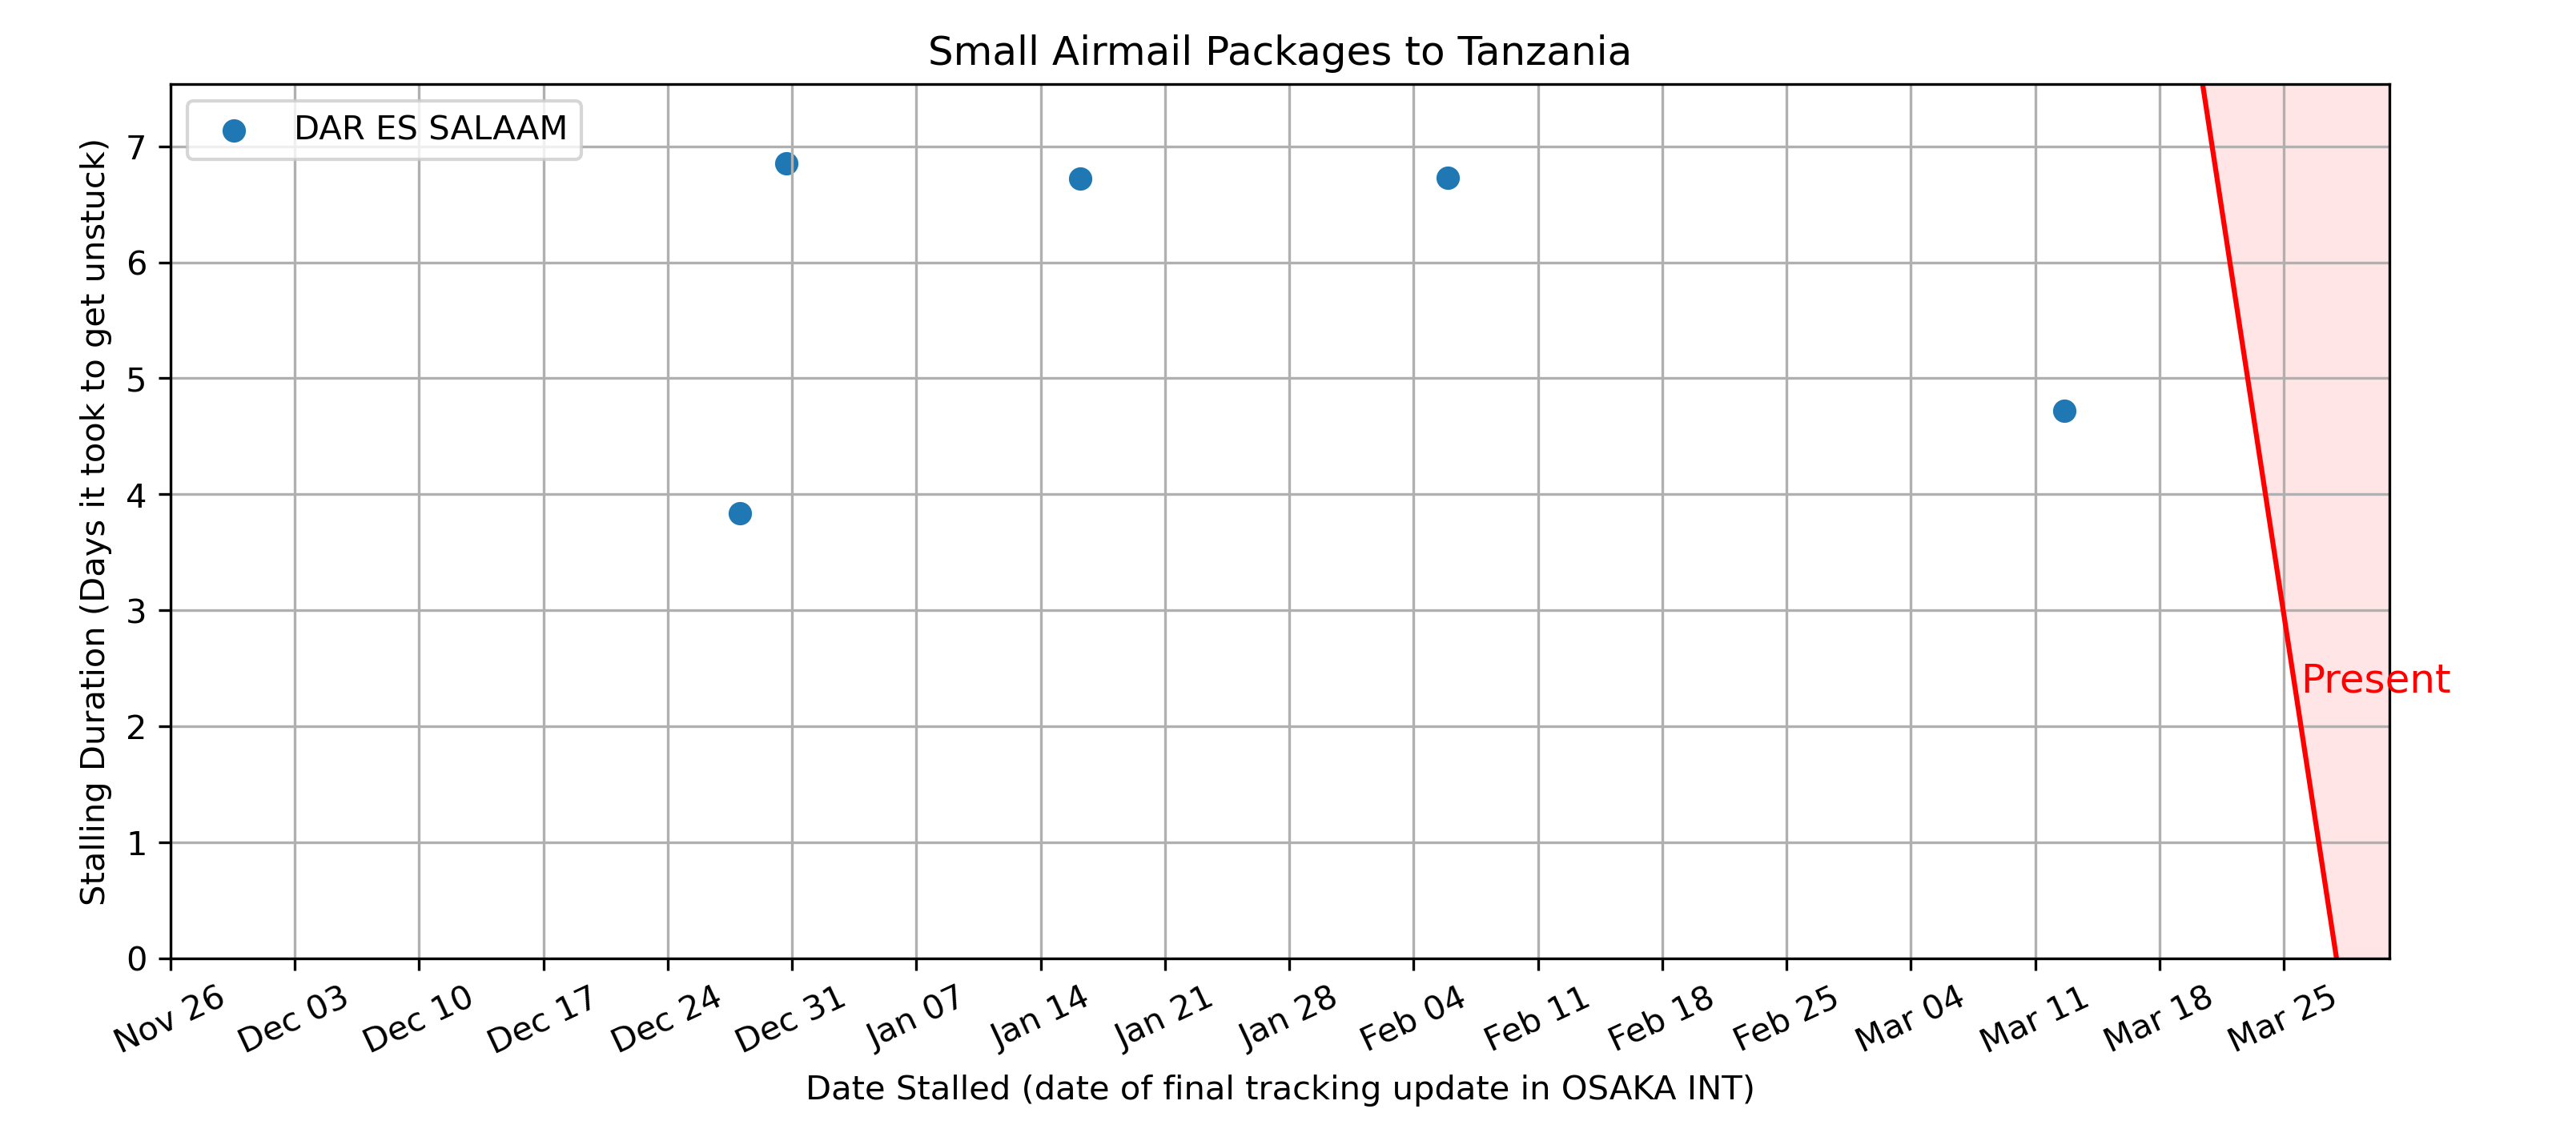 Small Airmail Packages to Tanzania
DAR ES SALAAM
Stalling Duration (Days it took to get unstuck)
7
6
5
4
3
2
1
0
Present
Nov 26
Dec 03
Dec 10
Dec 17
Dec 24
Dec 31
Jan 07
Jan 14
Jan 21
Jan 28
Feb 04
Feb 11
Feb 18
Feb 25
Mar 04
Mar 11
Mar 18
Mar 25
Date Stalled (date of final tracking update in OSAKA INT)